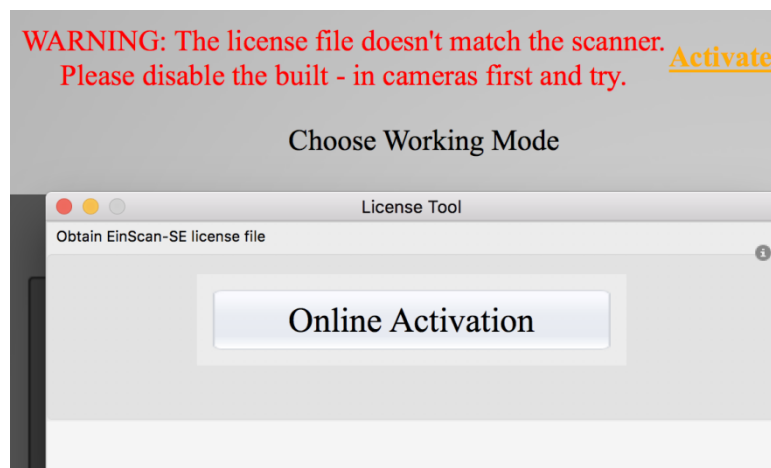 WARNING: The license file doesn't match the scanner.
Please disable the built - in cameras first and try.
Activate
Choose Working Mode
License Tool
Obtain EinScan-SE license file
Online Activation